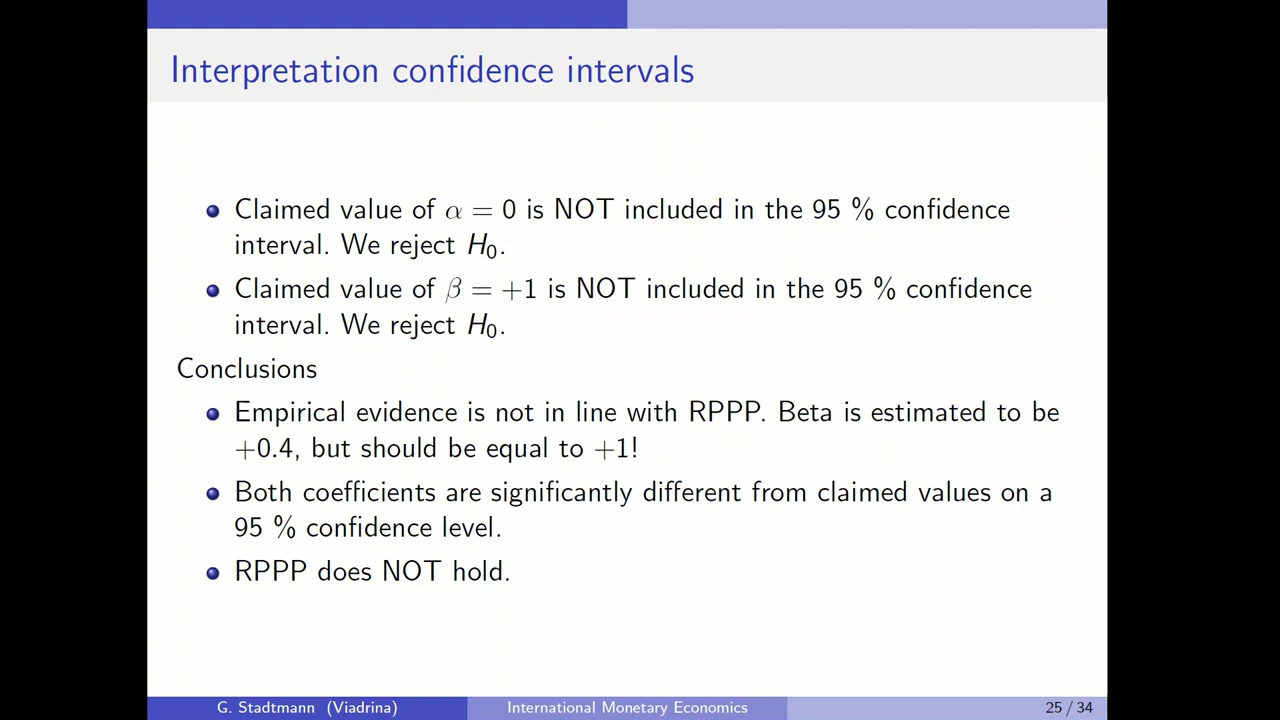 Interpretation confidence intervals
Claimed value of α = 0 is NOT included in the 95 % confidence
interval. We reject H₀.
Claimed value of β = +1 is NOT included in the 95 % confidence
interval. We reject H₀.
Conclusions
Empirical evidence is not in line with RPPP. Beta is estimated to be
+0.4, but should be equal to +1!
Both coefficients are significantly different from claimed values on a
95 % confidence level.
RPPP does NOT hold.
G. Stadtmann (Viadrina) International Monetary Economics 25 / 34